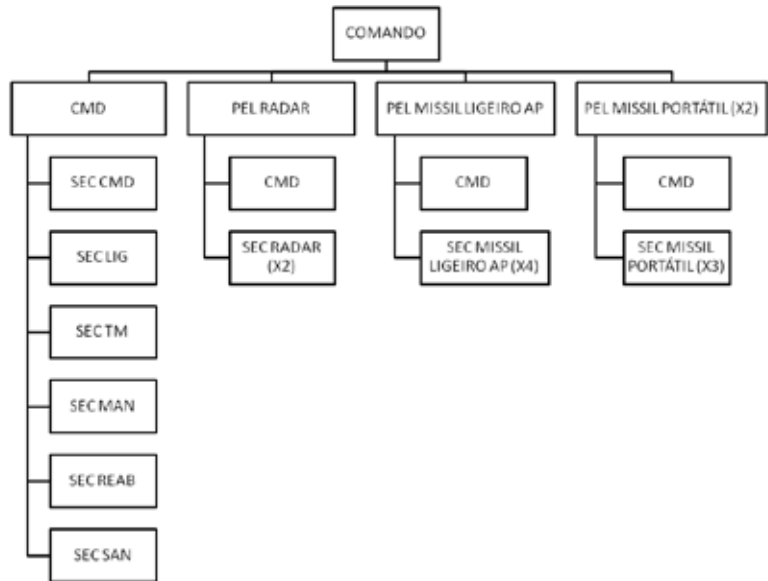 COMANDO
CMD
PEL RADAR
PEL MISSIL LIGEIRO AP
PEL MISSIL PORTÁTIL (X2)
SEC CMD
SEC LIG
SEC TM
SEC MAN
SEC REAB
SEC SAN
CMD
SEC RADAR
(X2)
CMD
SEC MISSIL
LIGEIRO AP (X4)
CMD
SEC MISSIL
PORTÁTIL (X3)